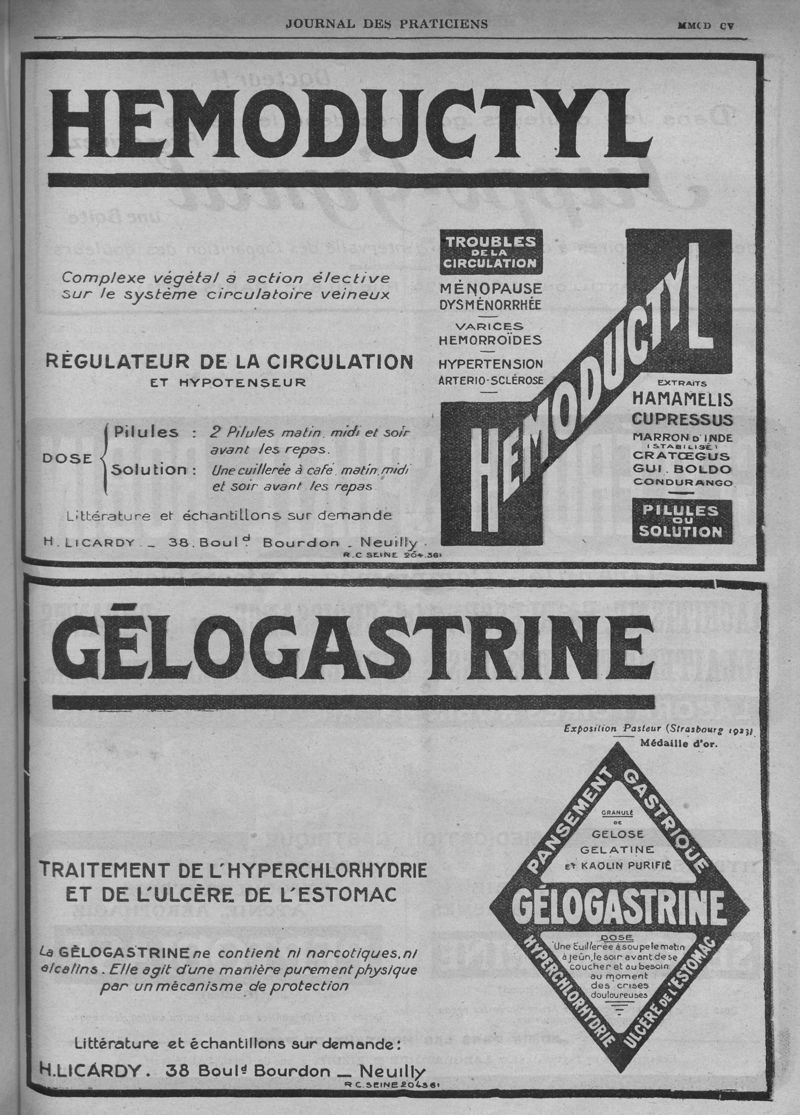 JOURNAL DES PRATICIENS
HEMODUCTYL
Complexe végétal à action élective
sur le système circulatoire veineux
RÉGULATEUR DE LA CIRCULATION
ET HYPOTENSEUR
DOSE
Pilules : 2 Pilules matin, midi et soir
avant les repas.
Solution : Une cuillerée à café matin, midi
et soir avant les repas
Littérature et échantillons sur demande
H. LICARDY _ 38, Boulᵈ Bourdon _ Neuilly.
R.C SEINE 204.361
TROUBLES
DE LA
CIRCULATION
MÉNOPAUSE
DYSMÉNORRHÉE
VARICES
HEMORROÏDES
HYPERTENSION
ARTERIO-SCLÉROSE
HEMODUCTYL
EXTRAITS
HAMAMELIS
CUPRESSUS
MARRON D'INDE
(STABILISÉ)
CRATŒGUS
GUI. BOLDO
CONDURANGO
PILULES
OU
SOLUTION
GÉLOGASTRINE
TRAITEMENT DE L'HYPERCHLORHYDRIE
ET DE L'ULCÈRE DE L'ESTOMAC
La GÉLOGASTRINE ne contient ni narcotiques, ni
alcalins. Elle agit d'une manière purement physique
par un mécanisme de protection
Littérature et échantillons sur demande :
H. LICARDY. 38 Boulᵈ Bourdon _ Neuilly
R.C. SEINE 204361
Exposition Pasteur (Strasbourg 1923).
Médaille d'or.
PANSEMENT GASTRIQUE
GRANULÉ
DE
GELOSE
GELATINE
et KAOLIN PURIFIÉ
GÉLOGASTRINE
DOSE
Une Cuillerée à soupe le matin
à jeûn, le soir avant de se
coucher et au besoin
au moment
des crises
douloureuses
HYPERCHLORHYDRIE
ULCÈRE DE L'ESTOMAC